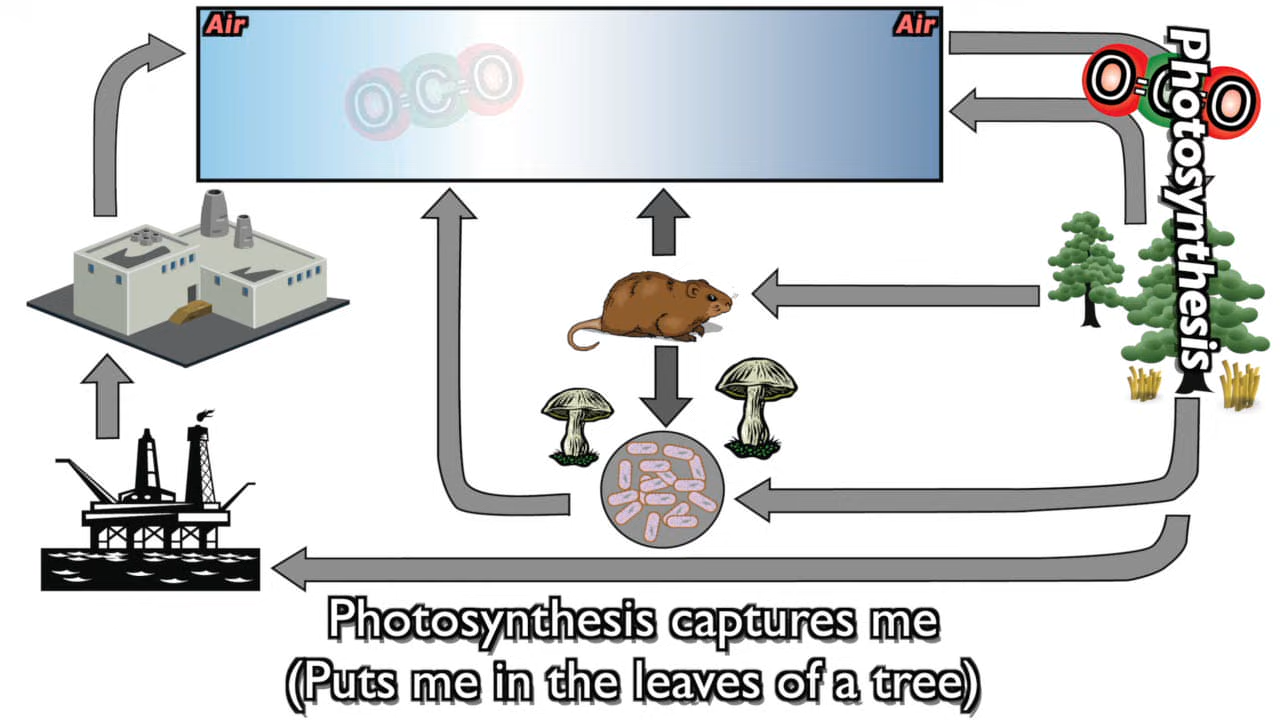 Air
Air
O=C=O
O=C=O
Photosynthesis
Photosynthesis captures me
(Puts me in the leaves of a tree)